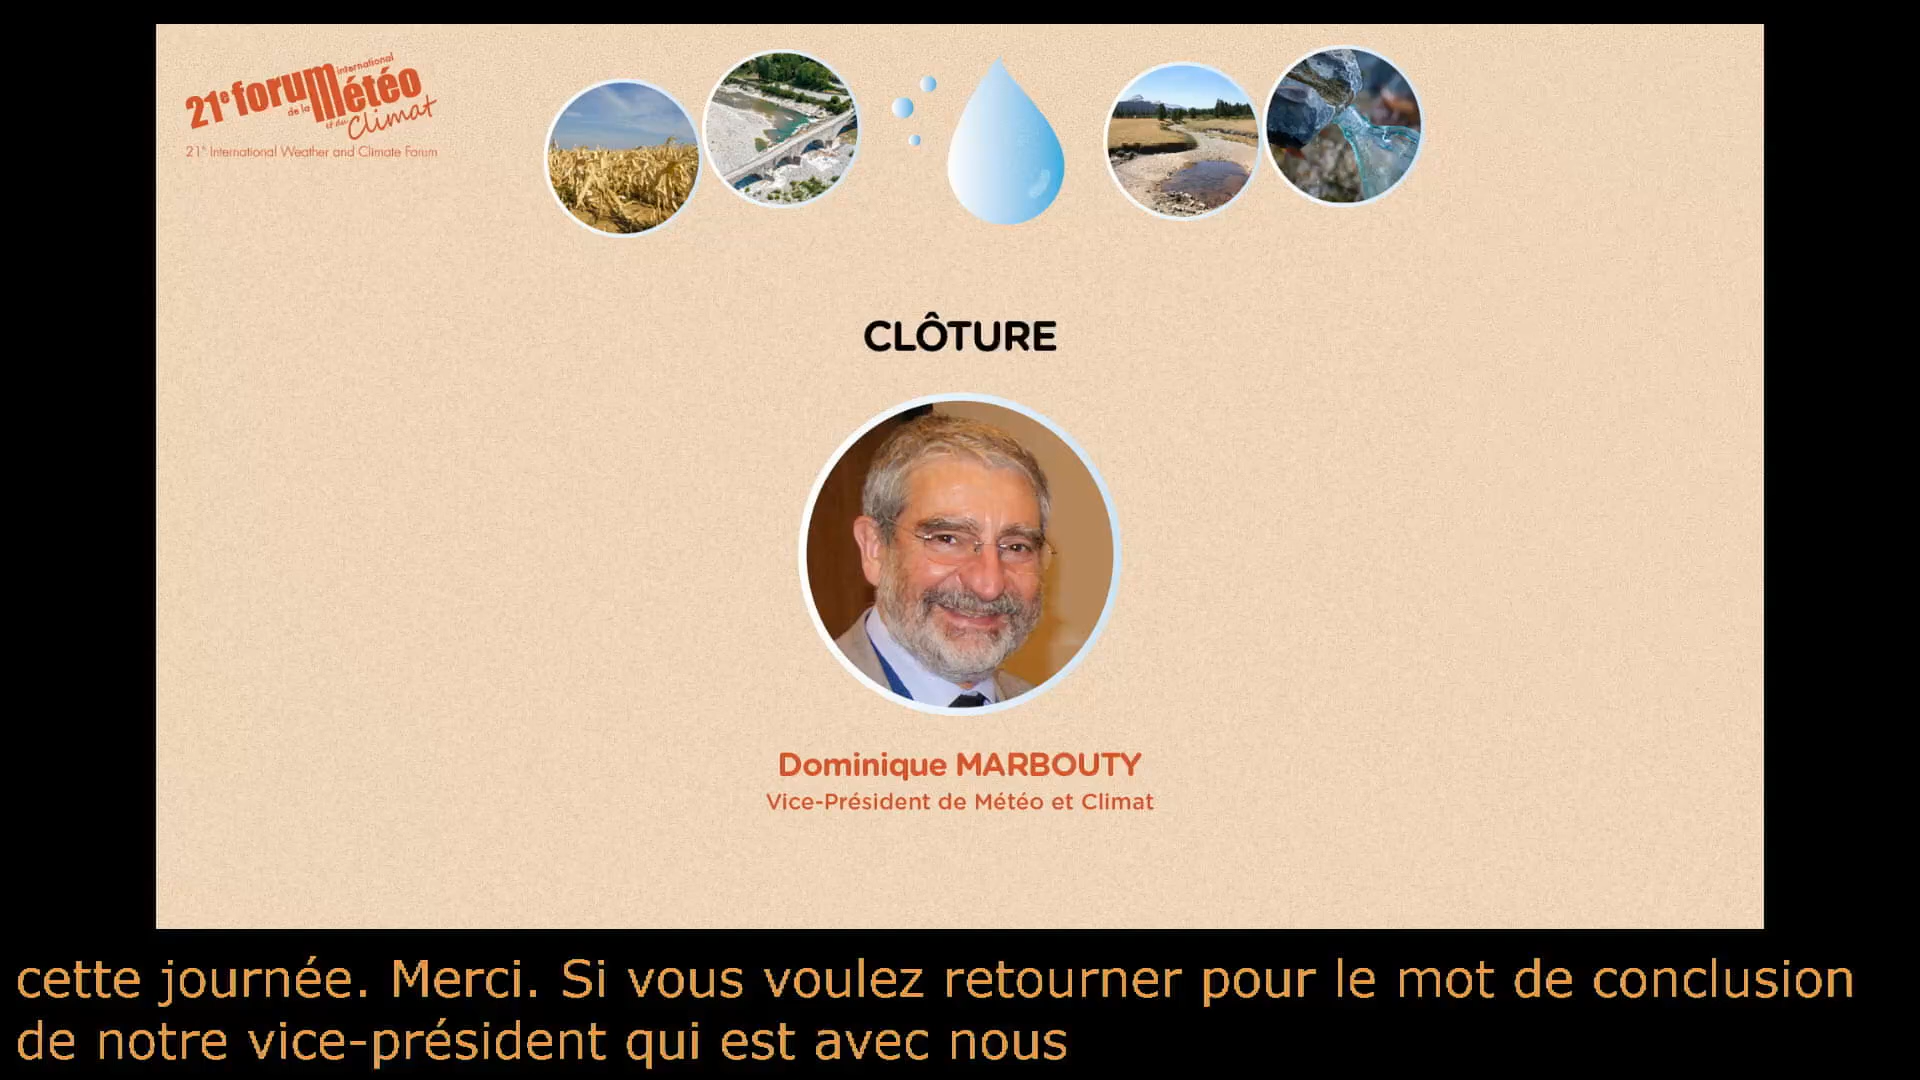 21e forum international de la météo et du Climat
21st International Weather and Climate Forum
CLÔTURE
Dominique MARBOUTY
Vice-Président de Météo et Climat
cette journée. Merci. Si vous voulez retourner pour le mot de conclusion
de notre vice-président qui est avec nous